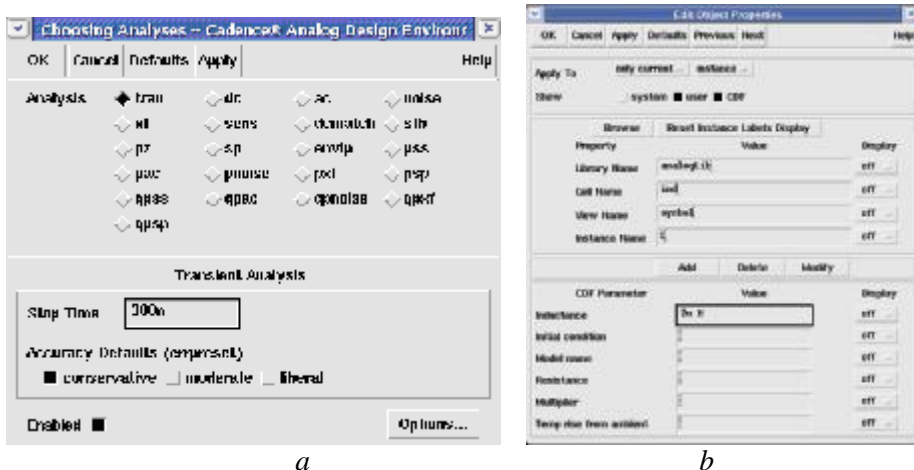 Choosing Analyses -- Cadence® Analog Design Environ
OK Cancel Defaults Apply Help
Analysis tran dc ac noise
xf sens dcmatch stb
pz sp envlp pss
pac pnoise pxf psp
qpss qpac qpnoise qpxf
qpsp
Transient Analysis
Stop Time 300n
Accuracy Defaults (errpreset)
conservative moderate liberal
Enabled Options...
a
Edit Object Properties
OK Cancel Apply Defaults Previous Next Help
Apply To only current instance
Show system user CDF
Browse Reset Instance Labels Display
Property Value Display
Library Name analogLib off
Cell Name ind off
View Name symbol off
Instance Name off
Add Delete Modify
CDF Parameter Value Display
Inductance H off
Initial condition off
Model name off
Resistance off
Multiplier off
Temp rise from ambient off
b